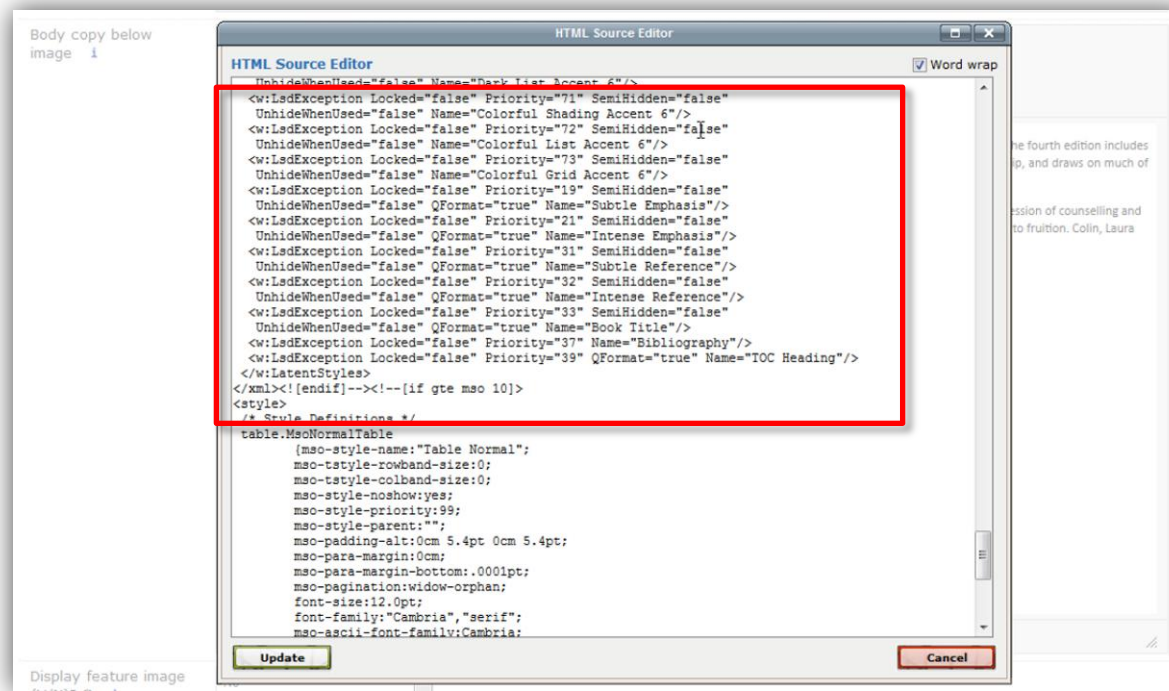 Body copy below
image i
HTML Source Editor
HTML Source Editor
Word wrap
UnhideWhenUsed="false" Name="Dark List Accent 6"/>
<w:LsdException Locked="false" Priority="71" SemiHidden="false"
UnhideWhenUsed="false" Name="Colorful Shading Accent 6"/>
<w:LsdException Locked="false" Priority="72" SemiHidden="false"
UnhideWhenUsed="false" Name="Colorful List Accent 6"/>
<w:LsdException Locked="false" Priority="73" SemiHidden="false"
UnhideWhenUsed="false" Name="Colorful Grid Accent 6"/>
<w:LsdException Locked="false" Priority="19" SemiHidden="false"
UnhideWhenUsed="false" QFormat="true" Name="Subtle Emphasis"/>
<w:LsdException Locked="false" Priority="21" SemiHidden="false"
UnhideWhenUsed="false" QFormat="true" Name="Intense Emphasis"/>
<w:LsdException Locked="false" Priority="31" SemiHidden="false"
UnhideWhenUsed="false" QFormat="true" Name="Subtle Reference"/>
<w:LsdException Locked="false" Priority="32" SemiHidden="false"
UnhideWhenUsed="false" QFormat="true" Name="Intense Reference"/>
<w:LsdException Locked="false" Priority="33" SemiHidden="false"
UnhideWhenUsed="false" QFormat="true" Name="Book Title"/>
<w:LsdException Locked="false" Priority="37" Name="Bibliography"/>
<w:LsdException Locked="false" Priority="39" QFormat="true" Name="TOC Heading"/>
</w:LatentStyles>
</xml><![endif]--><!--[if gte mso 10]>
<style>
/* Style Definitions */
table.MsoNormalTable
{mso-style-name:"Table Normal";
mso-tstyle-rowband-size:0;
mso-tstyle-colband-size:0;
mso-style-noshow:yes;
mso-style-priority:99;
mso-style-parent:"";
mso-padding-alt:0cm 5.4pt 0cm 5.4pt;
mso-para-margin:0cm;
mso-para-margin-bottom:.0001pt;
mso-pagination:widow-orphan;
font-size:12.0pt;
font-family:"Cambria","serif";
mso-ascii-font-family:Cambria;
Update
Cancel
he fourth edition includes
ip, and draws on much of
ession of counselling and
to fruition. Colin, Laura
Display feature image